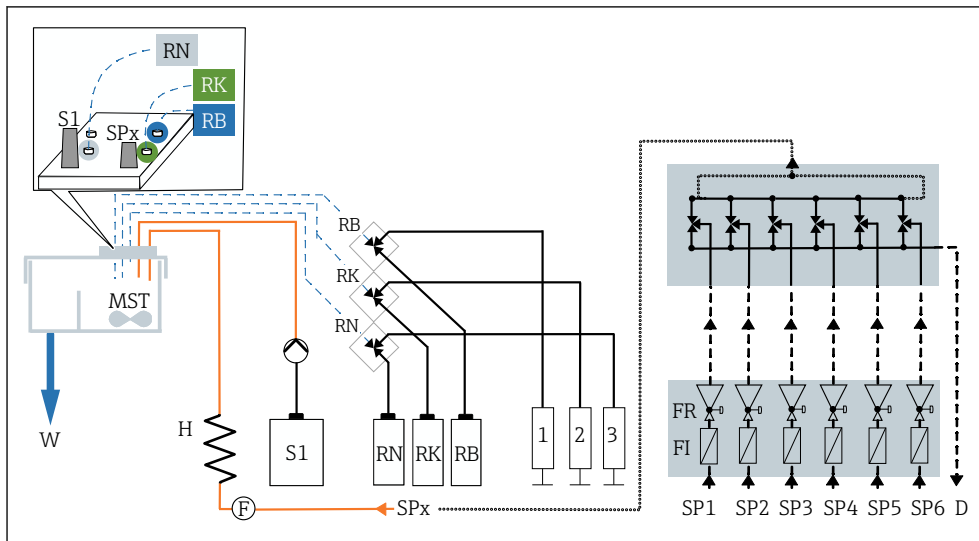 RN
RK
RB
S1
SPx
MST
W
H
F
S1
RB
RK
RN
RN RK RB
1 2 3
SPx
FR
FI
SP1 SP2 SP3 SP4 SP5 SP6 D